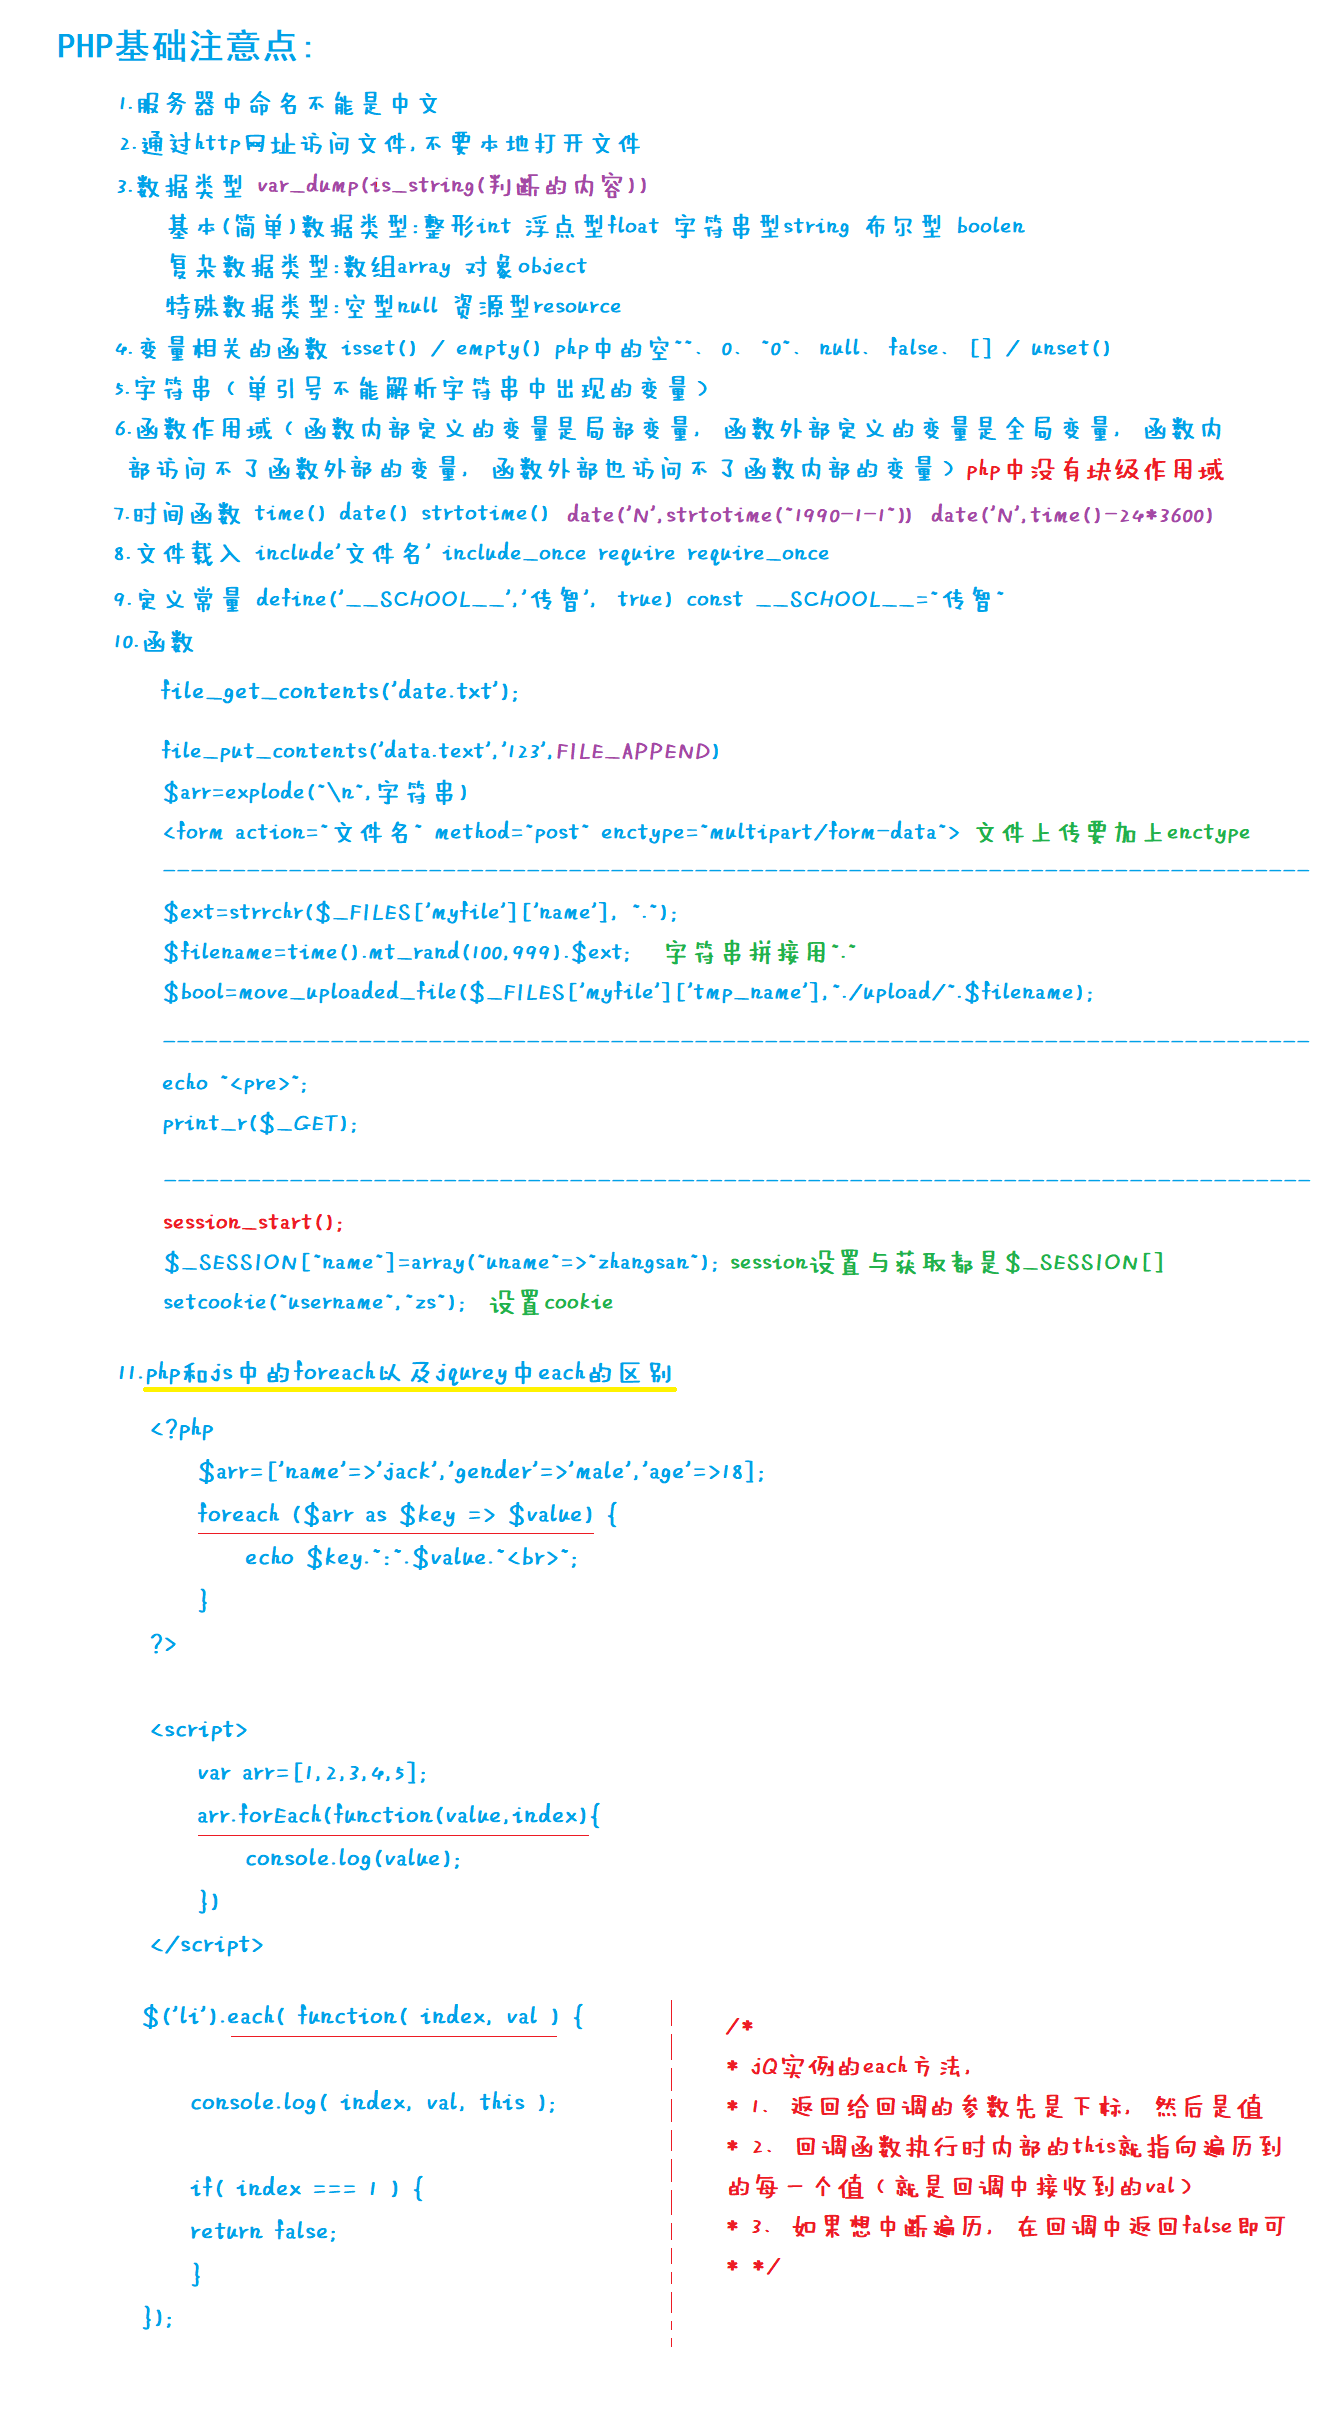 PHP基础注意点:
1.服务器中命名不能是中文
2.通过http网址访问文件,不要本地打开文件
3.数据类型 var_dump(is_string(判断的内容))
基本(简单)数据类型:整形int 浮点型float 字符串型string 布尔型 boolen
复杂数据类型:数组array 对象object
特殊数据类型:空型null 资源型resource
4.变量相关的函数 isset() / empty() php中的空""、 0、 "0"、 null、 false、 [] / unset()
5.字符串（单引号不能解析字符串中出现的变量）
6.函数作用域（函数内部定义的变量是局部变量, 函数外部定义的变量是全局变量, 函数内
部访问不了函数外部的变量, 函数外部也访问不了函数内部的变量）php中没有块级作用域
7.时间函数 time() date() strtotime() date('N',strtotime("1990-1-1")) date('N',time()-24*3600)
8.文件载入 include'文件名' include_once require require_once
9.定义常量 define('__SCHOOL__','传智', true) const __SCHOOL__="传智"
10.函数
file_get_contents('date.txt');
file_put_contents('data.text','123',FILE_APPEND)
$arr=explode("\n",字符串)
<form action="文件名" method="post" enctype="multipart/form-data"> 文件上传要加上enctype
----------------------------------------------------------------------------------
$ext=strrchr($_FILES['myfile']['name'], ".");
$filename=time().mt_rand(100,999).$ext; 字符串拼接用"."
$bool=move_uploaded_file($_FILES['myfile']['tmp_name'],"./upload/".$filename);
----------------------------------------------------------------------------------
echo "<pre>";
print_r($_GET);
----------------------------------------------------------------------------------
session_start();
$_SESSION["name"]=array("uname"=>"zhangsan"); session设置与获取都是$_SESSION[]
setcookie("username","zs"); 设置cookie
11.php和js中的foreach以及jqurey中each的区别
<?php
$arr=['name'=>'jack','gender'=>'male','age'=>18];
foreach ($arr as $key => $value) {
echo $key.":".$value."<br>";
}
?>
<script>
var arr=[1,2,3,4,5];
arr.forEach(function(value,index){
console.log(value);
})
</script>
$('li').each( function( index, val ) {
console.log( index, val, this );
if( index === 1 ) {
return false;
}
});
/*
* jQ实例的each方法,
* 1、 返回给回调的参数先是下标, 然后是值
* 2、 回调函数执行时内部的this就指向遍历到
的每一个值（就是回调中接收到的val）
* 3、 如果想中断遍历, 在回调中返回false即可
* */